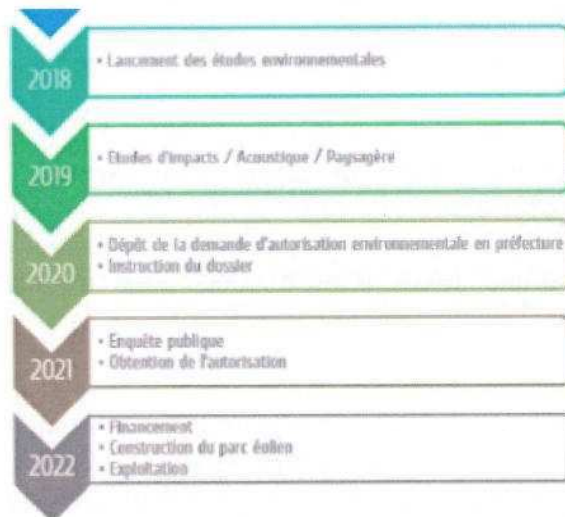 2018
• Lancement des études environnementales
2019
• Etudes d'impacts / Acoustique / Paysagère
2020
• Dépôt de la demande d'autorisation environnementale en préfecture
• Instruction du dossier
2021
• Enquête publique
• Obtention de l'autorisation
2022
• Financement
• Construction du parc éolien
• Exploitation